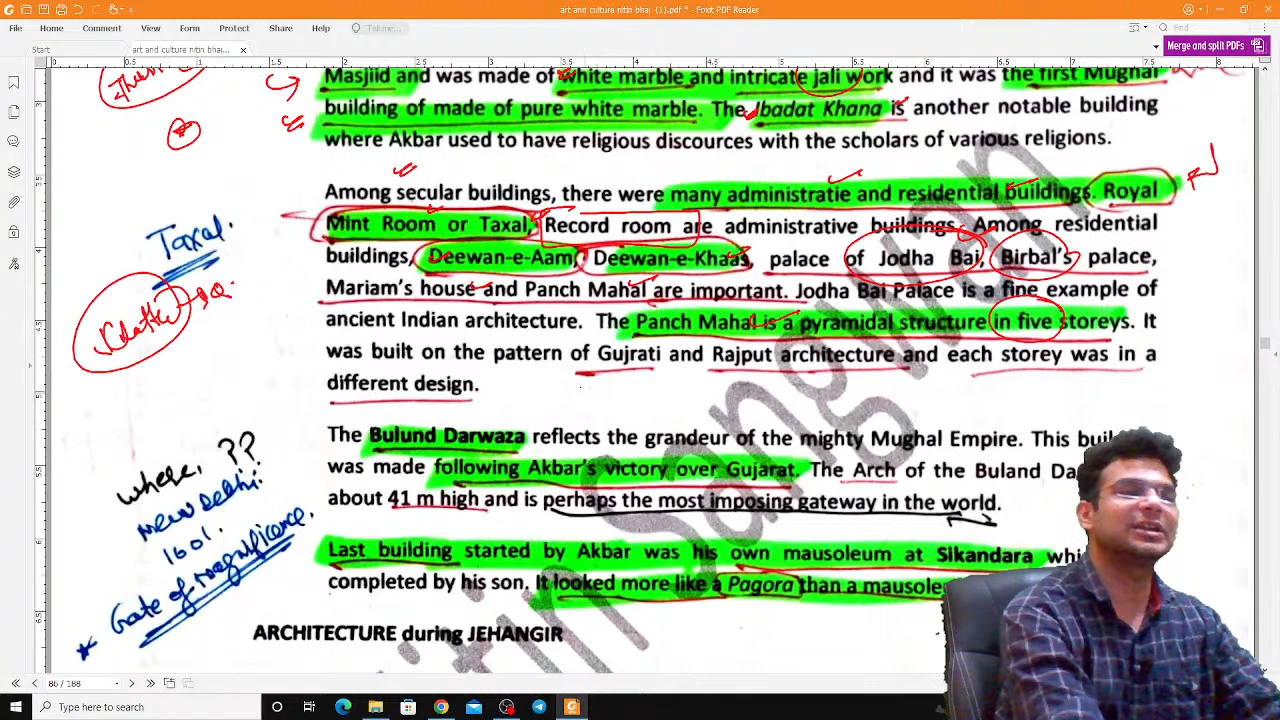 art and culture nitin bhai {1}.pdf * - Foxit PDF Reader
File Home Comment View Form Protect Share Help Find
Start art and culture nitin bhai... Merge and split PDFs
Masjiid and was made of white marble and intricate jali work and it was the first Mughal
building of made of pure white marble. The Ibadat Khana is another notable building
where Akbar used to have religious discources with the scholars of various religions.
Among secular buildings, there were many administratie and residential buildings. Royal
Mint Room or Taxal, Record room are administrative buildings. Among residential
buildings, Deewan-e-Aam, Deewan-e-Khaas, palace of Jodha Bai, Birbal's palace,
Mariam's house and Panch Mahal are important. Jodha Bai Palace is a fine example of
ancient Indian architecture. The Panch Mahal is a pyramidal structure in five storeys. It
was built on the pattern of Gujrati and Rajput architecture and each storey was in a
different design.
Taxal.
The Bulund Darwaza reflects the grandeur of the mighty Mughal Empire. This
was made following Akbar's victory over Gujarat. The Arch of the Buland
about 41 m high and is perhaps the most imposing gateway in the world.
where. ??
New Delhi:
Gate of magnificence.
Last building started by Akbar was his own mausoleum at Sikandara
completed by his son. It looked more like a Pagora than a
ARCHITECTURE during JEHANGIR
86 / 188
Type here to search